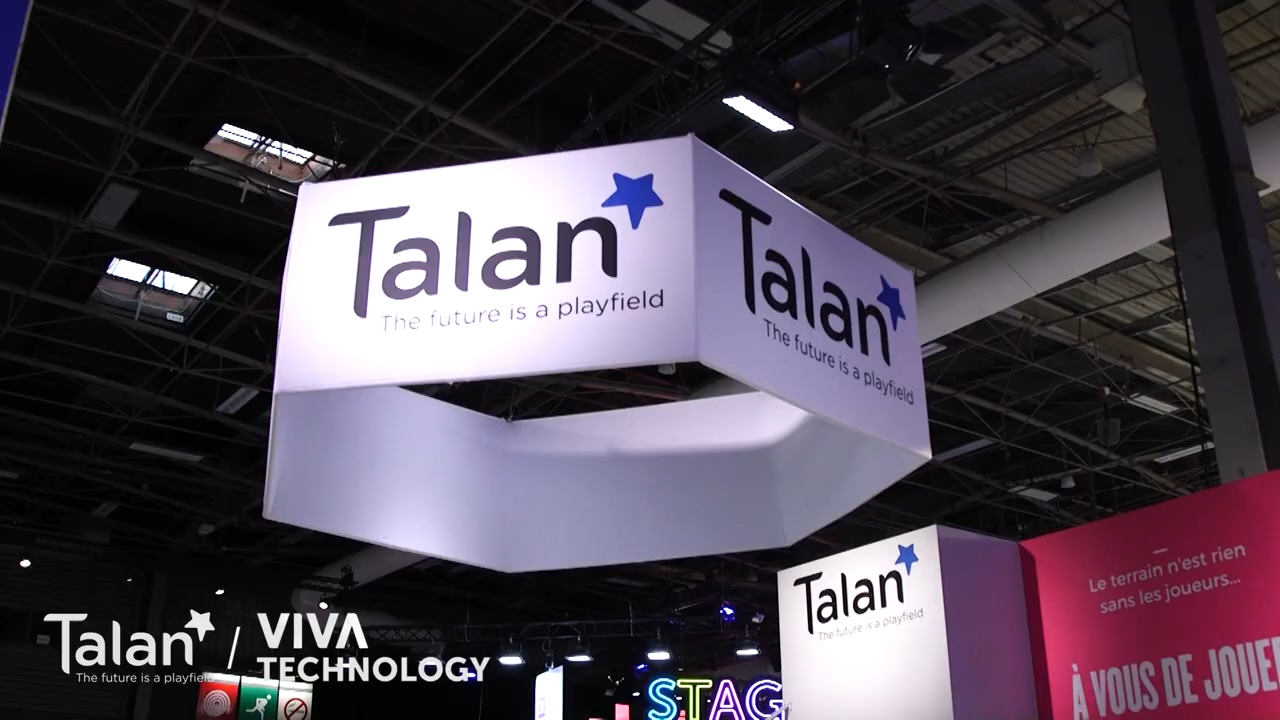 Talan
The future is a playfield
Talan
The future is a playfield
Talan
The future is a playfield
Le terrain n'est rien
sans les joueurs...
À VOUS DE JOUE
Talan / VIVA
TECHNOLOGY
The future is a playfield
STAG